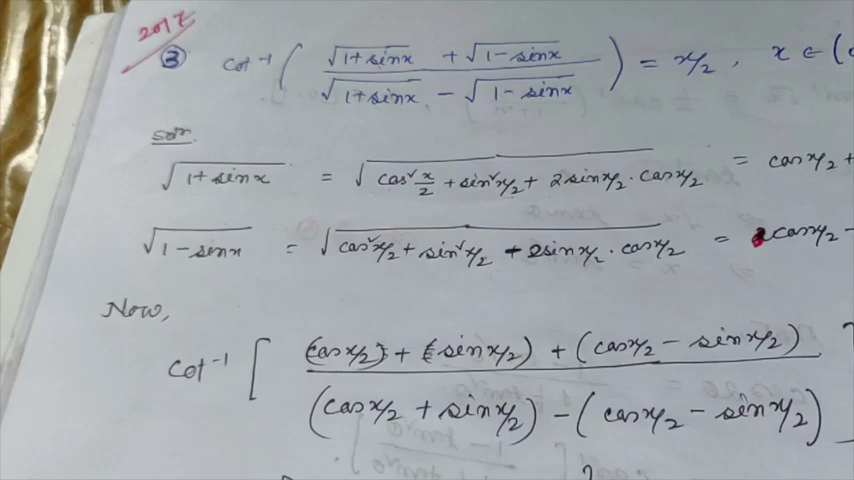 2017
③ cot⁻¹ ( √(1+sinx) + √(1−sinx) / √(1+sinx) − √(1−sinx) ) = x/2, x ∈ (
Soln.
√(1+sinx) = √(cos²x/2 + sin²x/2 + 2sinx/2 · cosx/2) = cosx/2 +
√(1−sinx) = √(cos²x/2 + sin²x/2 − 2sinx/2 · cosx/2) = cosx/2 −
Now,
cot⁻¹ [ (cosx/2) + (sinx/2) + (cosx/2 − sinx/2) / (cosx/2 + sinx/2) − (cosx/2 − sinx/2)